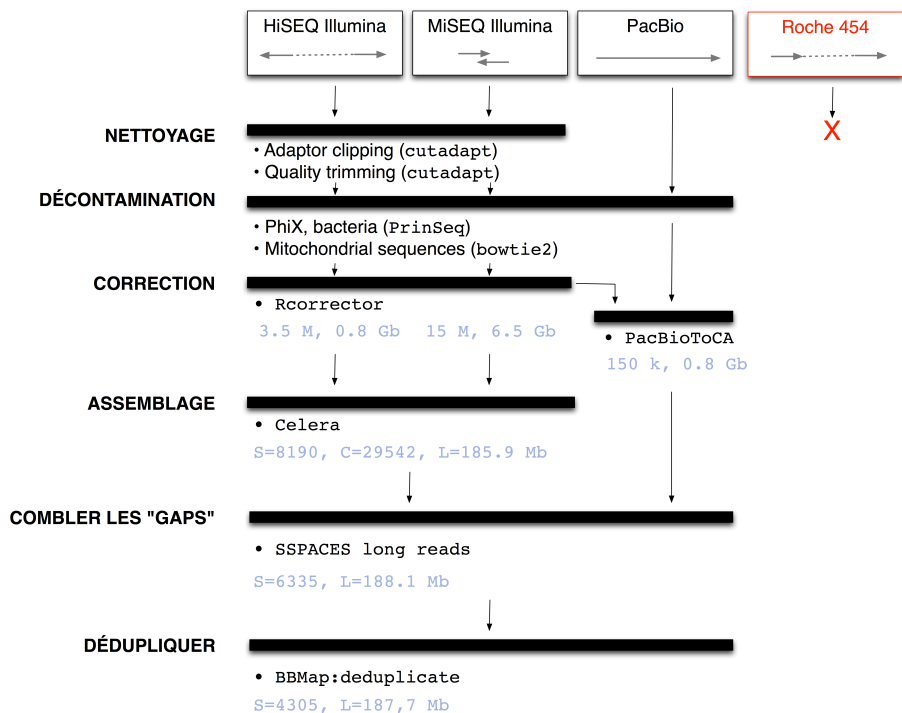 HiSEQ Illumina
MiSEQ Illumina
PacBio
Roche 454
X
NETTOYAGE
• Adaptor clipping (cutadapt)
• Quality trimming (cutadapt)
DÉCONTAMINATION
• PhiX, bacteria (PrinSeq)
• Mitochondrial sequences (bowtie2)
CORRECTION
• Rcorrector
3.5 M, 0.8 Gb
15 M, 6.5 Gb
• PacBioToCA
150 k, 0.8 Gb
ASSEMBLAGE
• Celera
S=8190, C=29542, L=185.9 Mb
COMBLER LES "GAPS"
• SSPACES long reads
S=6335, L=188.1 Mb
DÉDUPLIQUER
• BBMap:deduplicate
S=4305, L=187,7 Mb